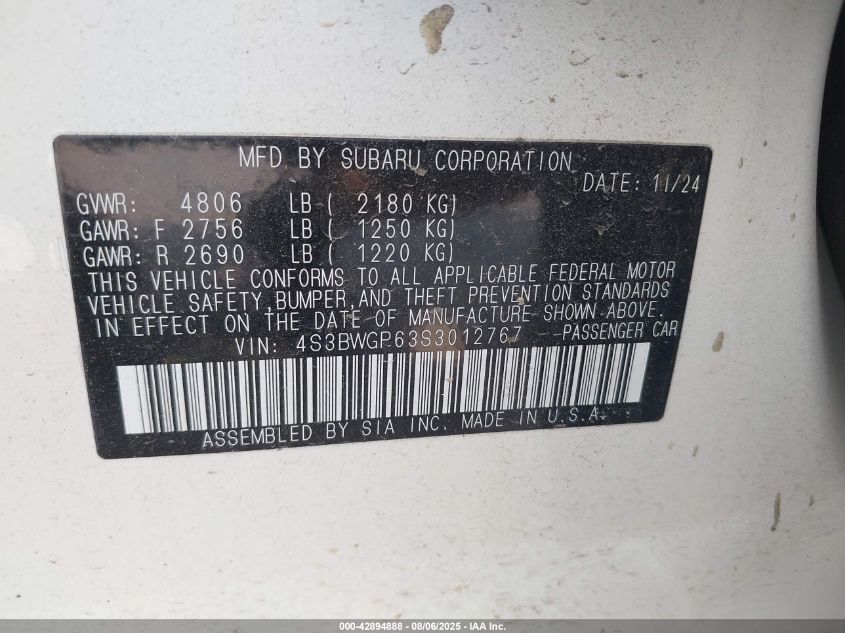 MFD BY SUBARU CORPORATION
DATE: 11/24
GVWR: 4806 LB ( 2180 KG)
GAWR: F 2756 LB ( 1250 KG)
GAWR: R 2690 LB ( 1220 KG)
THIS VEHICLE CONFORMS TO ALL APPLICABLE FEDERAL MOTOR
VEHICLE SAFETY,BUMPER,AND THEFT PREVENTION STANDARDS
IN EFFECT ON THE DATE OF MANUFACTURE SHOWN ABOVE.
VIN: 4S3BWGP63S3012767 PASSENGER CAR
ASSEMBLED BY SIA INC. MADE IN U.S.A.
000-42894888 - 08/06/2025 - IAA Inc.